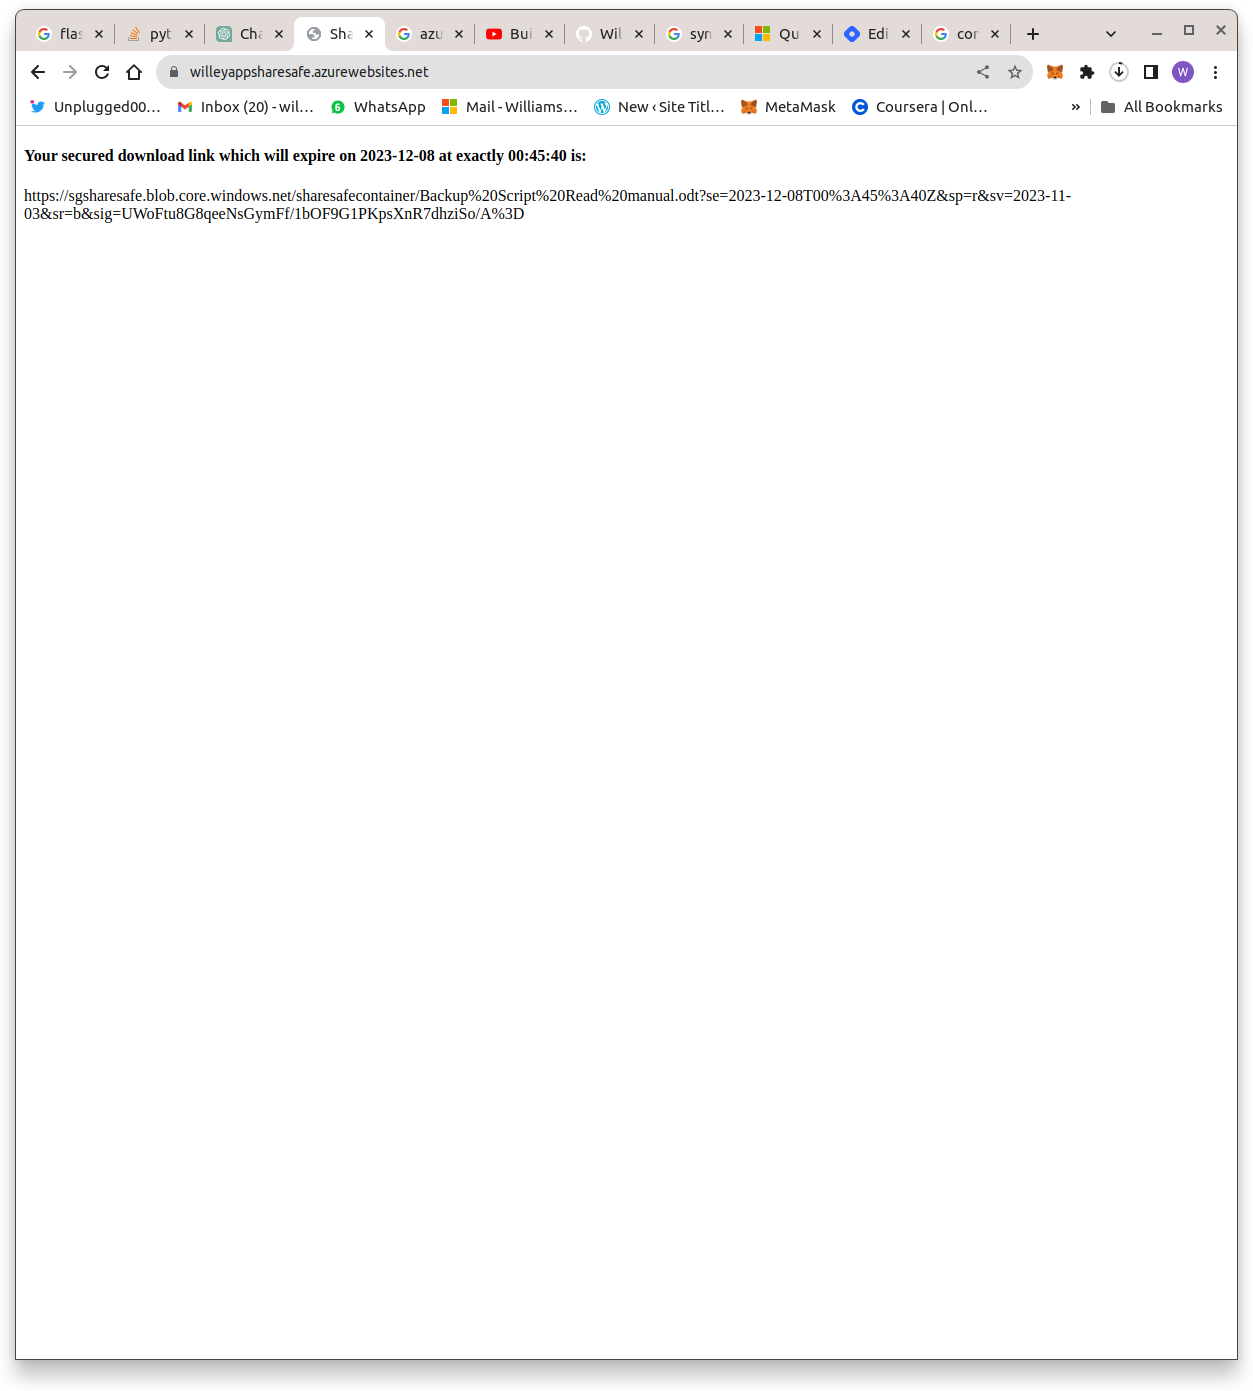 flas
pyt
Cha
Sha
azu
Bui
Wil
syn
Qu
Edi
cor
willeyappsharesafe.azurewebsites.net
W
Unplugged00...
Inbox (20) - wil...
6
WhatsApp
Mail - Williams...
New ‹ Site Titl...
MetaMask
C
Coursera | Onl...
»
All Bookmarks
Your secured download link which will expire on 2023-12-08 at exactly 00:45:40 is:
https://sgsharesafe.blob.core.windows.net/sharesafecontainer/Backup%20Script%20Read%20manual.odt?se=2023-12-08T00%3A45%3A40Z&sp=r&sv=2023-11-
03&sr=b&sig=UWoFtu8G8qeeNsGymFf/1bOF9G1PKpsXnR7dhziSo/A%3D